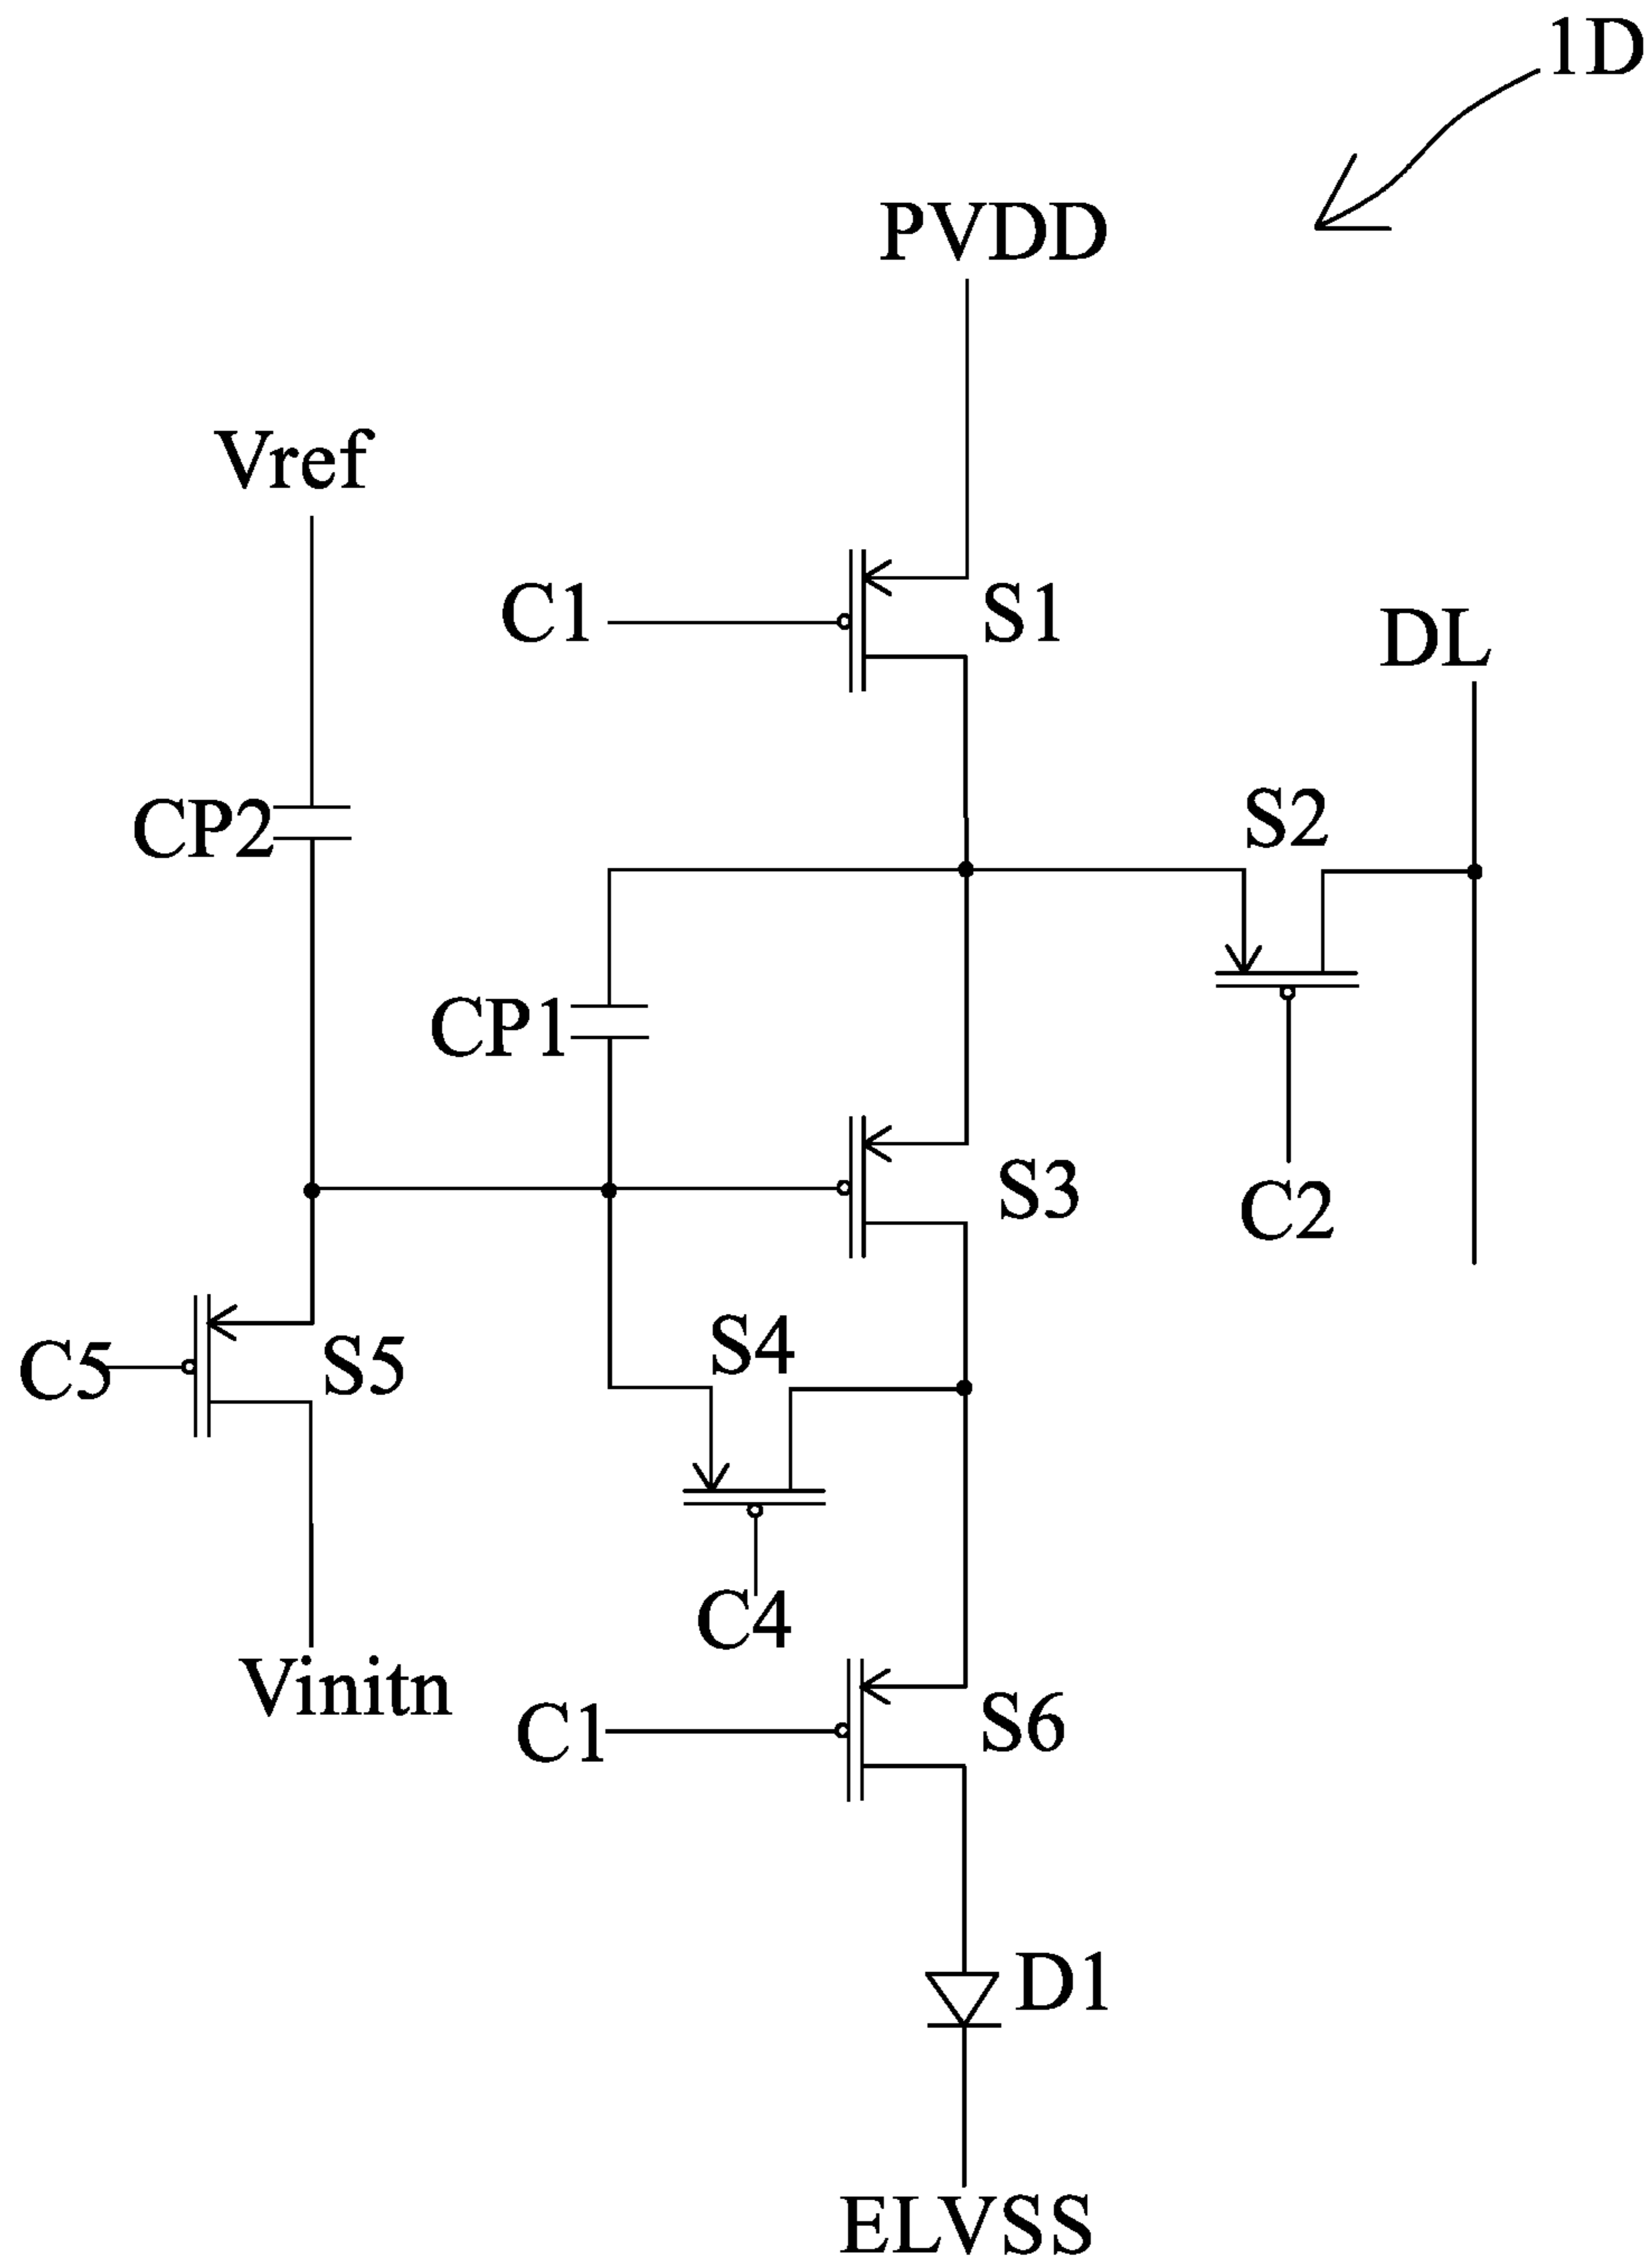 1D
PVDD
Vref
C1
S1
DL
CP2
S2
CP1
S3
C2
S4
C5
S5
C4
Vinitn
C1
S6
D1
ELVSS